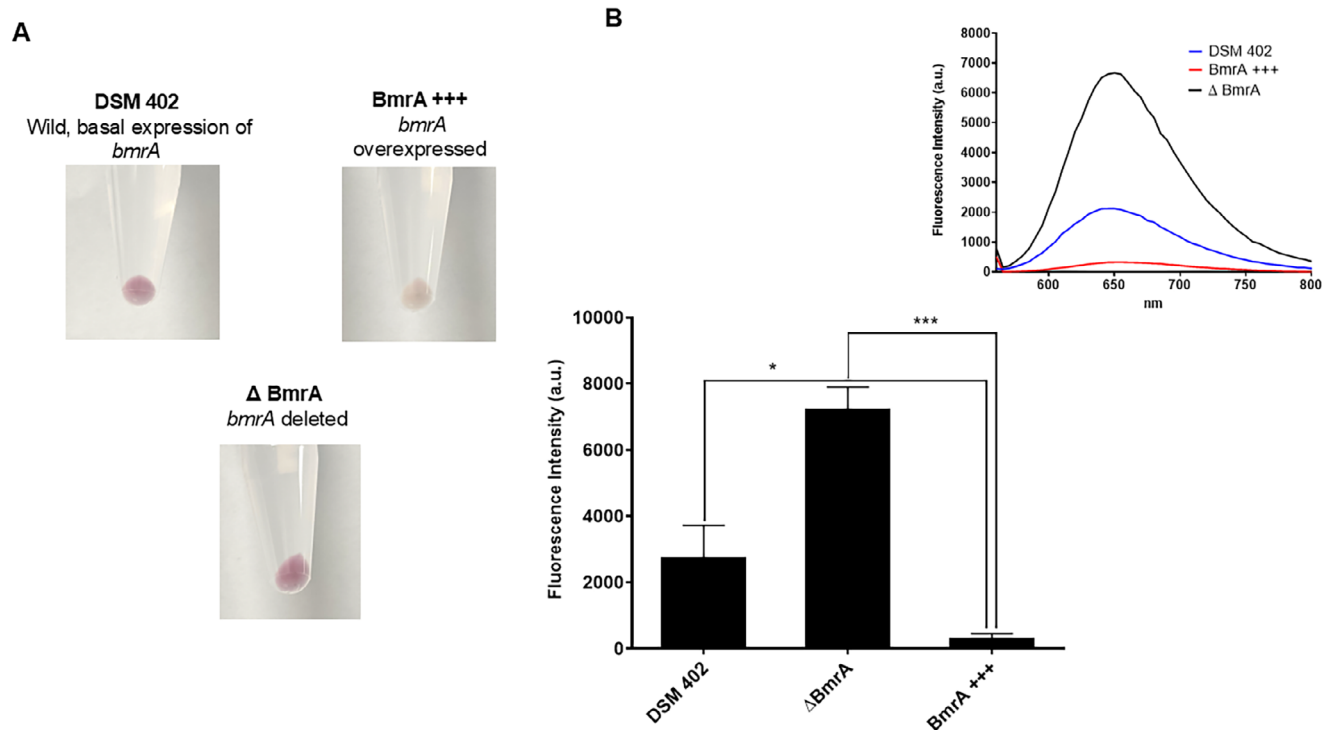 A
DSM 402
Wild, basal expression of
bmrA
BmrA +++
bmrA
overexpressed
Δ BmrA
bmrA deleted
B
8000
7000
6000
5000
4000
3000
2000
1000
0
Fluorescence Intensity (a.u.)
600
650
700
750
800
nm
DSM 402
BmrA +++
Δ BmrA
10000
8000
6000
4000
2000
0
Fluorescence Intensity (a.u.)
*
***
DSM 402
ΔBmrA
BmrA +++